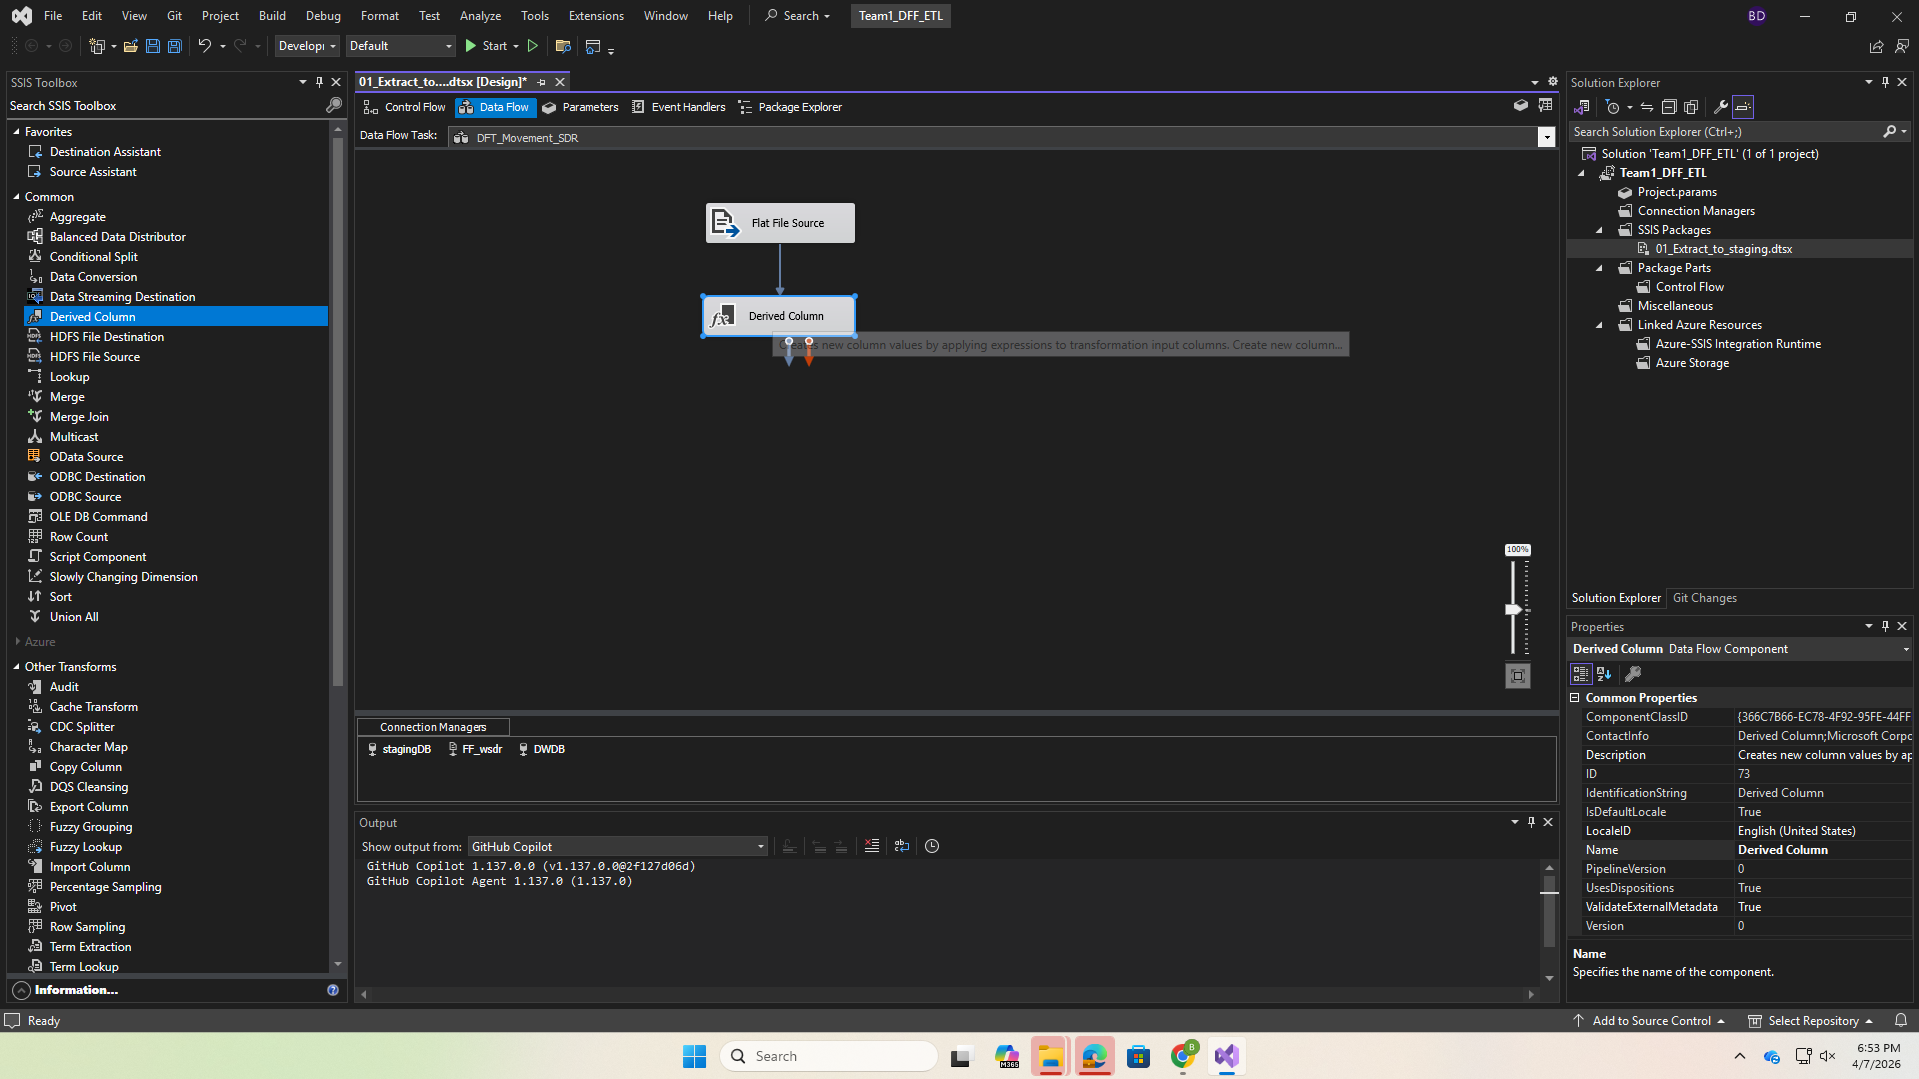 File Edit View Git Project Build Debug Format Test Analyze Tools Extensions Window Help Search Team1_DFF_ETL BD
Develop Default Start
SSIS Toolbox
Search SSIS Toolbox
Favorites
Destination Assistant
Source Assistant
Common
Aggregate
Balanced Data Distributor
Conditional Split
Data Conversion
Data Streaming Destination
Derived Column
HDFS File Destination
HDFS File Source
Lookup
Merge
Merge Join
Multicast
OData Source
ODBC Destination
ODBC Source
OLE DB Command
Row Count
Script Component
Slowly Changing Dimension
Sort
Union All
Azure
Other Transforms
Audit
Cache Transform
CDC Splitter
Character Map
Copy Column
DQS Cleansing
Export Column
Fuzzy Grouping
Fuzzy Lookup
Import Column
Percentage Sampling
Pivot
Row Sampling
Term Extraction
Term Lookup
Information...
01_Extract_to....dtsx [Design]*
Control Flow Data Flow Parameters Event Handlers Package Explorer
Data Flow Task: DFT_Movement_SDR
Flat File Source
Derived Column
Creates new column values by applying expressions to transformation input columns. Create new column...
100%
Connection Managers
stagingDB FF_wsdr DWDB
Output
Show output from: GitHub Copilot
GitHub Copilot 1.137.0.0 (v1.137.0.0@2f127d06d)
GitHub Copilot Agent 1.137.0 (1.137.0)
Solution Explorer
Search Solution Explorer (Ctrl+;)
Solution 'Team1_DFF_ETL' (1 of 1 project)
Team1_DFF_ETL
Project.params
Connection Managers
SSIS Packages
01_Extract_to_staging.dtsx
Package Parts
Control Flow
Miscellaneous
Linked Azure Resources
Azure-SSIS Integration Runtime
Azure Storage
Solution Explorer Git Changes
Properties
Derived Column Data Flow Component
Common Properties
ComponentClassID {366C7B66-EC78-4F92-95FE-44FF
ContactInfo Derived Column;Microsoft Corpo
Description Creates new column values by ap
ID 73
IdentificationString Derived Column
IsDefaultLocale True
LocaleID English (United States)
Name Derived Column
PipelineVersion 0
UsesDispositions True
ValidateExternalMetadata True
Version 0
Name
Specifies the name of the component.
Ready Add to Source Control Select Repository
Search
M365
B
6:53 PM
4/7/2026